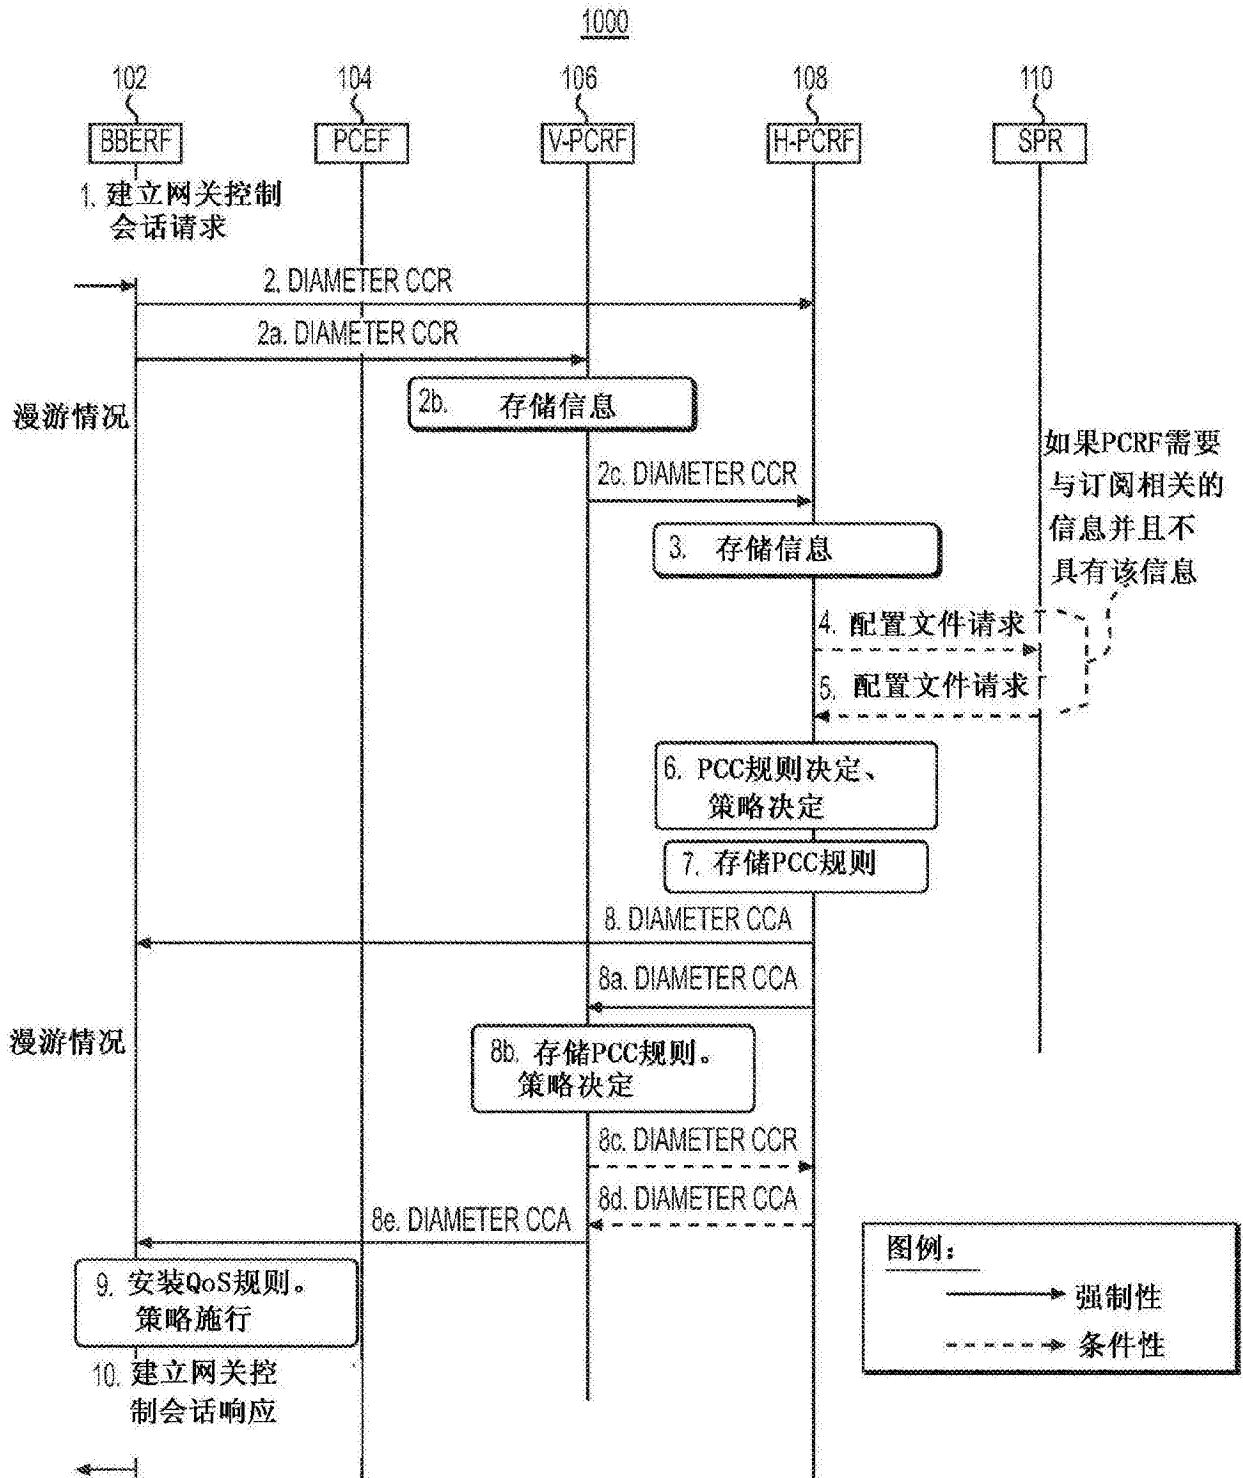 1000
102
104
106
108
110
BBERF
PCEF
V-PCRF
H-PCRF
SPR
1. 建立网关控制
会话请求
2. DIAMETER CCR
2a. DIAMETER CCR
漫游情况
2b. 存储信息
如果PCRF需要
与订阅相关的
信息并且不
具有该信息
2c. DIAMETER CCR
3. 存储信息
4. 配置文件请求
5. 配置文件请求
6. PCC规则决定、
策略决定
7. 存储PCC规则
8. DIAMETER CCA
8a. DIAMETER CCA
漫游情况
8b. 存储PCC规则。
策略决定
8c. DIAMETER CCR
8d. DIAMETER CCA
8e. DIAMETER CCA
9. 安装QoS规则。
策略施行
10. 建立网关控
制会话响应
图例：
强制性
条件性